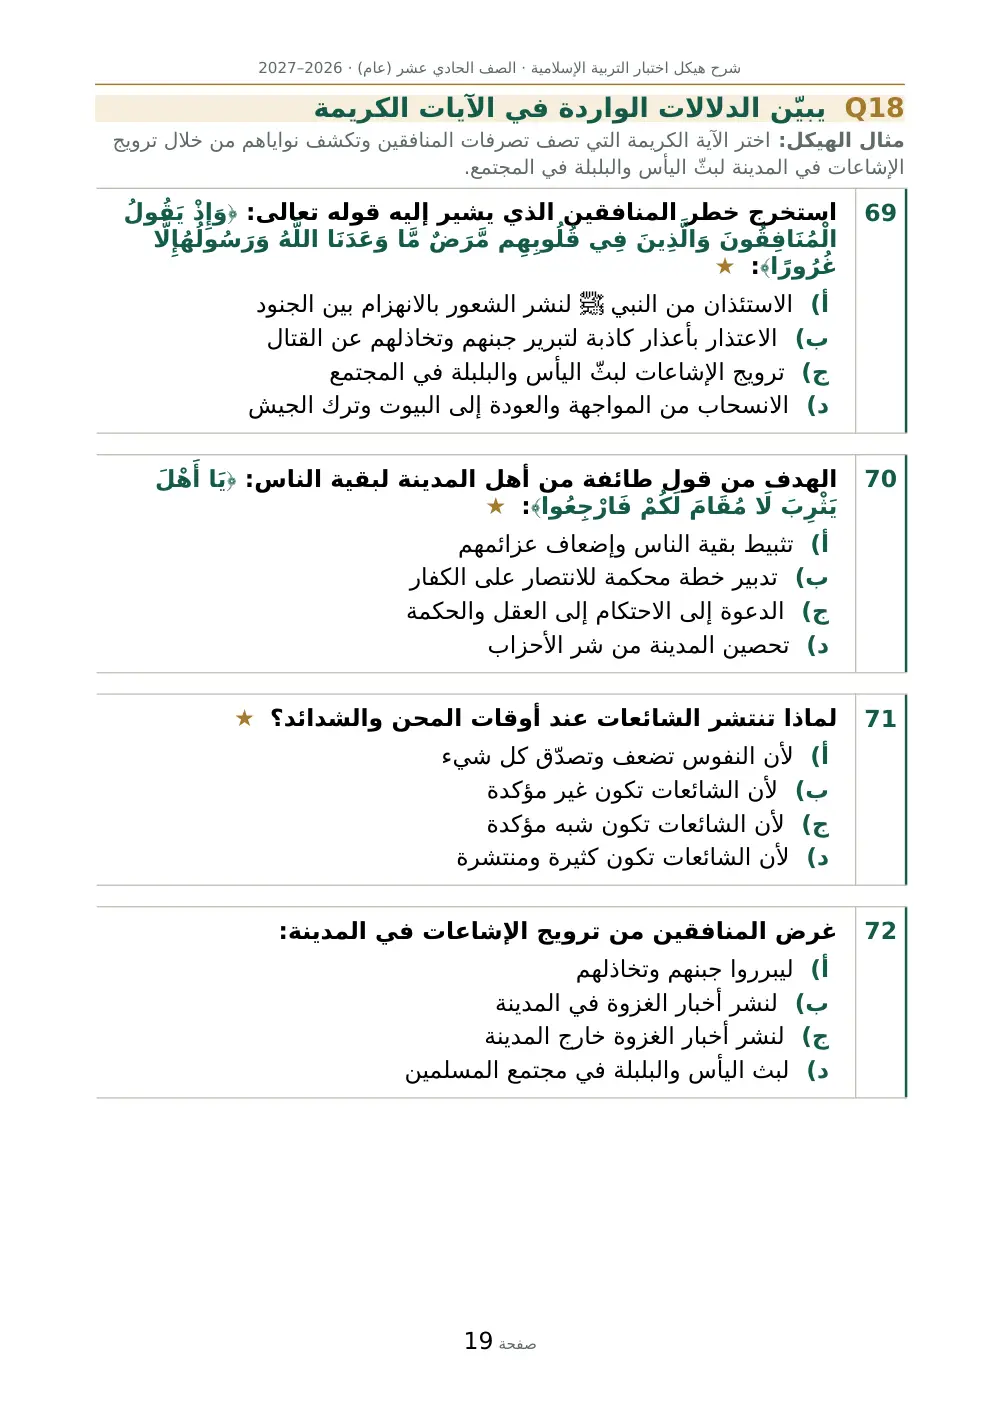 شرح هيكل اختبار التربية الإسلامية · الصف الحادي عشر (عام) · 2026–2027
Q18 يبيّن الدلالات الواردة في الآيات الكريمة
مثال الهيكل: اختر الآية الكريمة التي تصف تصرفات المنافقين وتكشف نواياهم من خلال ترويج
الإشاعات في المدينة لبثّ اليأس والبلبلة في المجتمع.
69 استخرج خطر المنافقين الذي يشير إليه قوله تعالى: ﴿وَإِذْ يَقُولُ
الْمُنَافِقُونَ وَالَّذِينَ فِي قُلُوبِهِم مَّرَضٌ مَّا وَعَدَنَا اللَّهُ وَرَسُولُهُإِلَّا
غُرُورًا﴾: ★
أ) الاستئذان من النبي ﷺ لنشر الشعور بالانهزام بين الجنود
ب) الاعتذار بأعذار كاذبة لتبرير جبنهم وتخاذلهم عن القتال
ج) ترويج الإشاعات لبثّ اليأس والبلبلة في المجتمع
د) الانسحاب من المواجهة والعودة إلى البيوت وترك الجيش
70 الهدف من قول طائفة من أهل المدينة لبقية الناس: ﴿يَا أَهْلَ
يَثْرِبَ لَا مُقَامَ لَكُمْ فَارْجِعُوا﴾: ★
أ) تثبيط بقية الناس وإضعاف عزائمهم
ب) تدبير خطة محكمة للانتصار على الكفار
ج) الدعوة إلى الاحتكام إلى العقل والحكمة
د) تحصين المدينة من شر الأحزاب
71 لماذا تنتشر الشائعات عند أوقات المحن والشدائد؟ ★
أ) لأن النفوس تضعف وتصدّق كل شيء
ب) لأن الشائعات تكون غير مؤكدة
ج) لأن الشائعات تكون شبه مؤكدة
د) لأن الشائعات تكون كثيرة ومنتشرة
72 غرض المنافقين من ترويج الإشاعات في المدينة:
أ) ليبرروا جبنهم وتخاذلهم
ب) لنشر أخبار الغزوة في المدينة
ج) لنشر أخبار الغزوة خارج المدينة
د) لبث اليأس والبلبلة في مجتمع المسلمين
صفحة 19